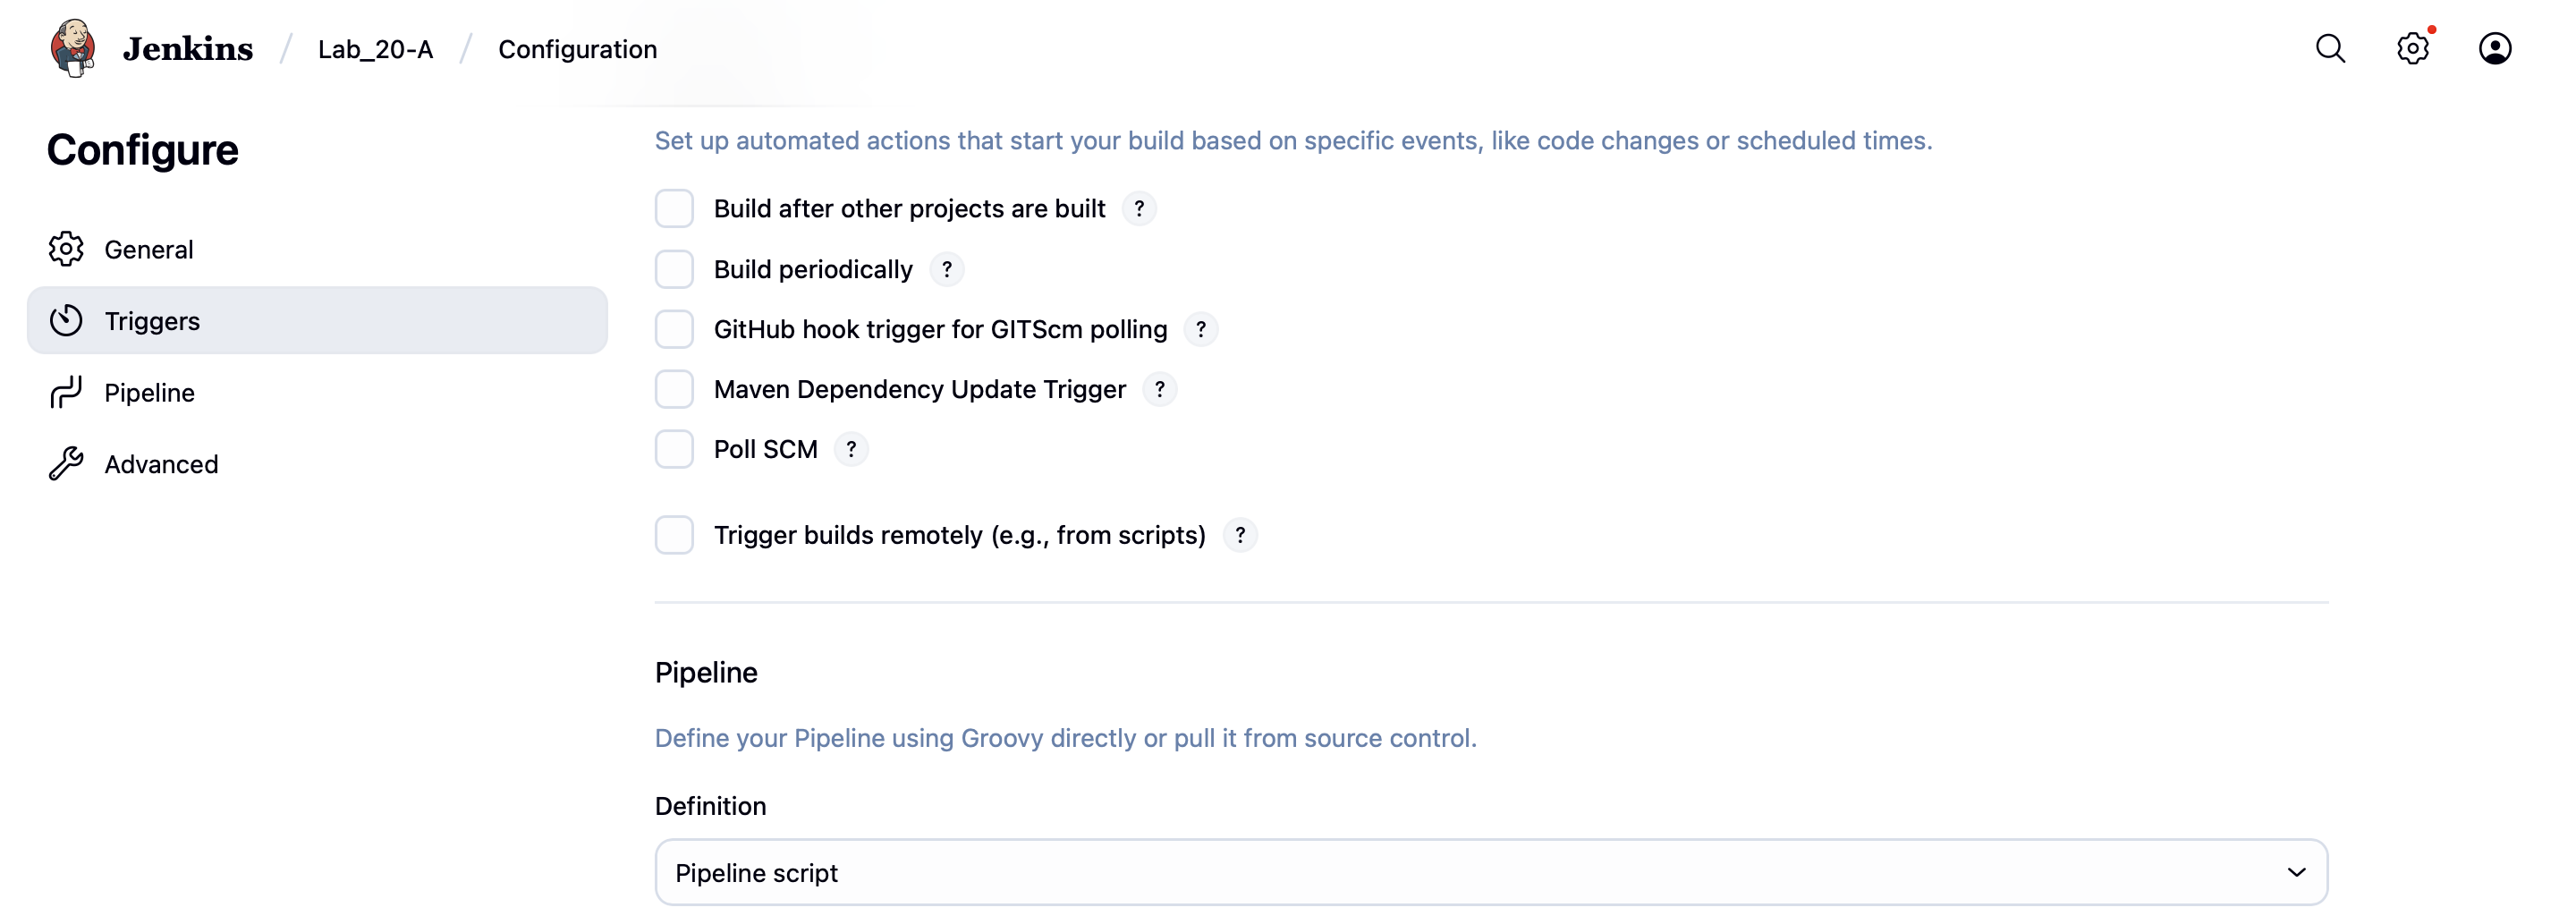 Jenkins / Lab_20-A / Configuration
Configure
General
Triggers
Pipeline
Advanced
Set up automated actions that start your build based on specific events, like code changes or scheduled times.
Build after other projects are built ?
Build periodically ?
GitHub hook trigger for GITScm polling ?
Maven Dependency Update Trigger ?
Poll SCM ?
Trigger builds remotely (e.g., from scripts) ?
Pipeline
Define your Pipeline using Groovy directly or pull it from source control.
Definition
Pipeline script